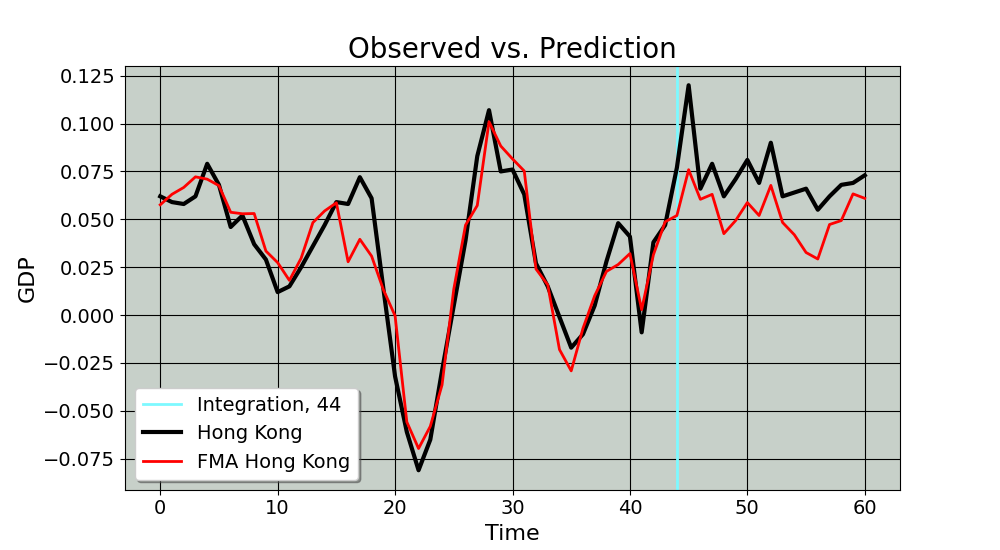 Observed vs. Prediction
0.125
0.100
0.075
0.050
0.025
0.000
−0.025
−0.050
−0.075
GDP
Integration, 44
Hong Kong
FMA Hong Kong
0 10 20 30 40 50 60
Time